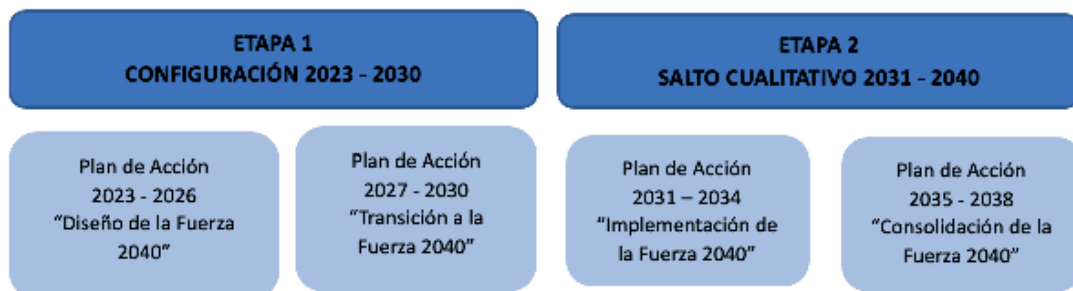 ETAPA 1
CONFIGURACIÓN 2023 - 2030
ETAPA 2
SALTO CUALITATIVO 2031 - 2040
Plan de Acción
2023 - 2026
“Diseño de la Fuerza
2040”
Plan de Acción
2027 - 2030
“Transición a la
Fuerza 2040”
Plan de Acción
2031 – 2034
“Implementación de
la Fuerza 2040”
Plan de Acción
2035 - 2038
“Consolidación de la
Fuerza 2040”